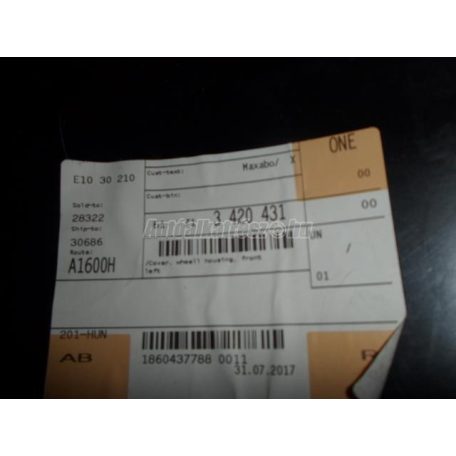 ONE
Cust-text: Maxabo/ X
E10 30 210
00
Cust-bin:
Sold-to:
28322
3 420 431
00
Ship-to:
30686
UN
/
Route:
A1600H
/Cover, wheel housing, front
left
01
201-HUN
AB
R
1860437788 0011
31.07.2017